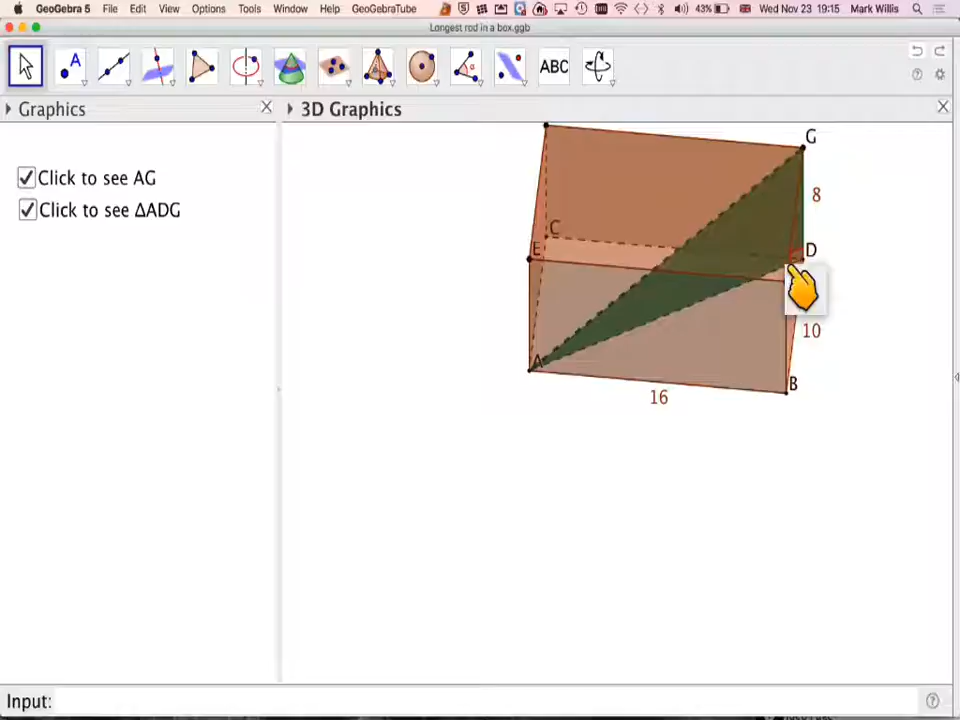 GeoGebra 5 File Edit View Options Tools Window Help GeoGebraTube 43% Wed Nov 23 19:15 Mark Willis
Longest rod in a box.ggb
A ABC
Graphics
3D Graphics
Click to see AG
Click to see ΔADG
G
8
C
E
D
10
A
B
16
Input: